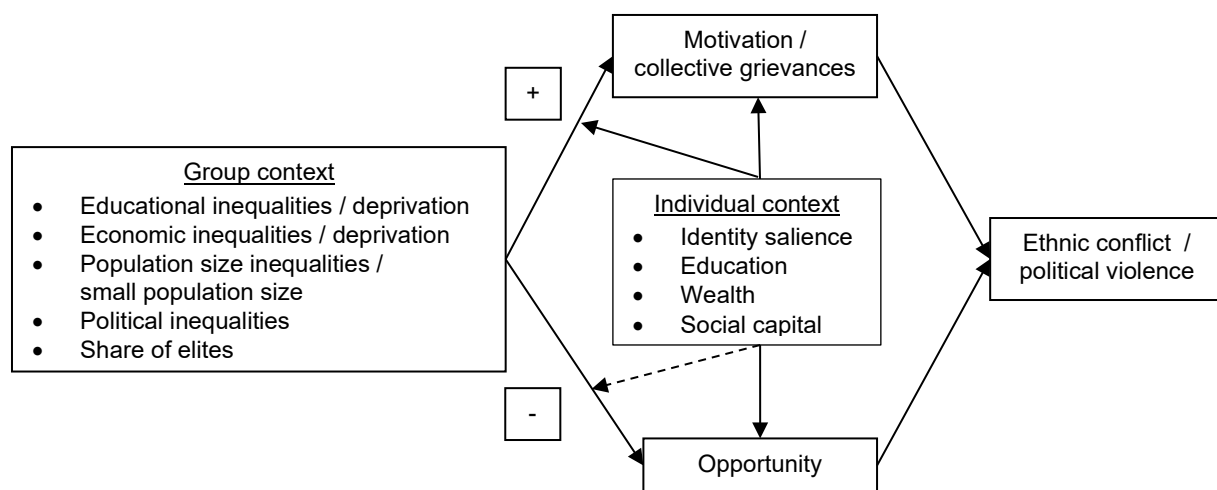 Motivation /
collective grievances
+
Group context
• Educational inequalities / deprivation
• Economic inequalities / deprivation
• Population size inequalities /
small population size
• Political inequalities
• Share of elites
Individual context
• Identity salience
• Education
• Wealth
• Social capital
Ethnic conflict /
political violence
-
Opportunity